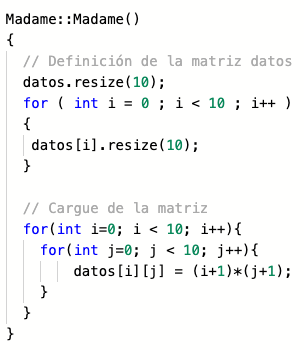 Madame::Madame()
{
// Definición de la matriz datos
datos.resize(10);
for ( int i = 0 ; i < 10 ; i++ )
{
datos[i].resize(10);
}
// Cargue de la matriz
for(int i=0; i < 10; i++){
for(int j=0; j < 10; j++){
datos[i][j] = (i+1)*(j+1);
}
}
}